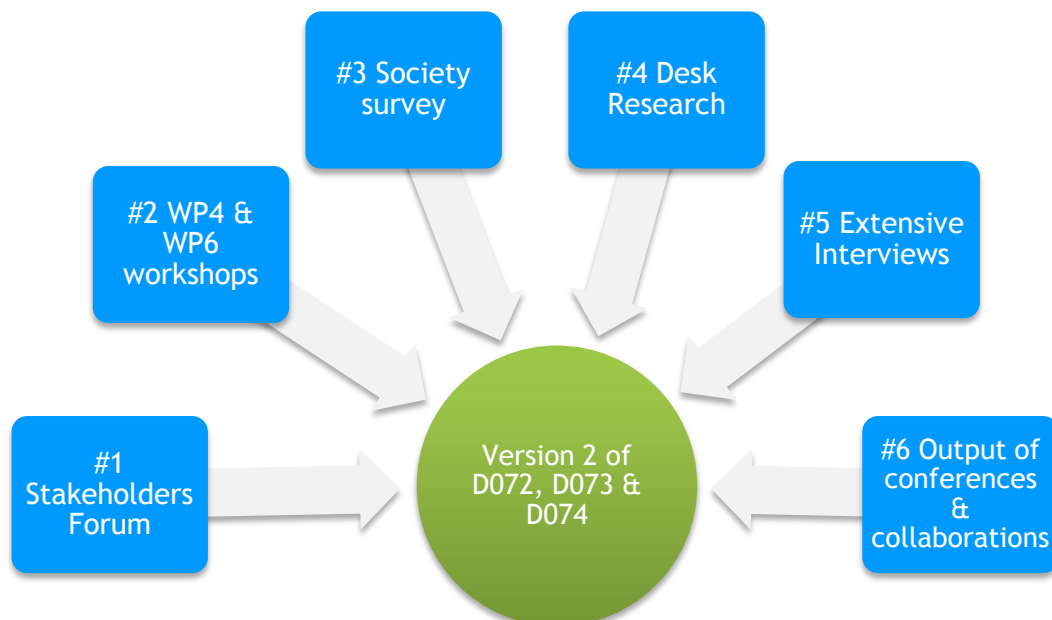 #1
Stakeholders
Forum
#2 WP4 &
WP6
workshops
#3 Society
survey
#4 Desk
Research
#5 Extensive
Interviews
#6 Output of
conferences
&
collaborations
Version 2 of
D072, D073 &
D074